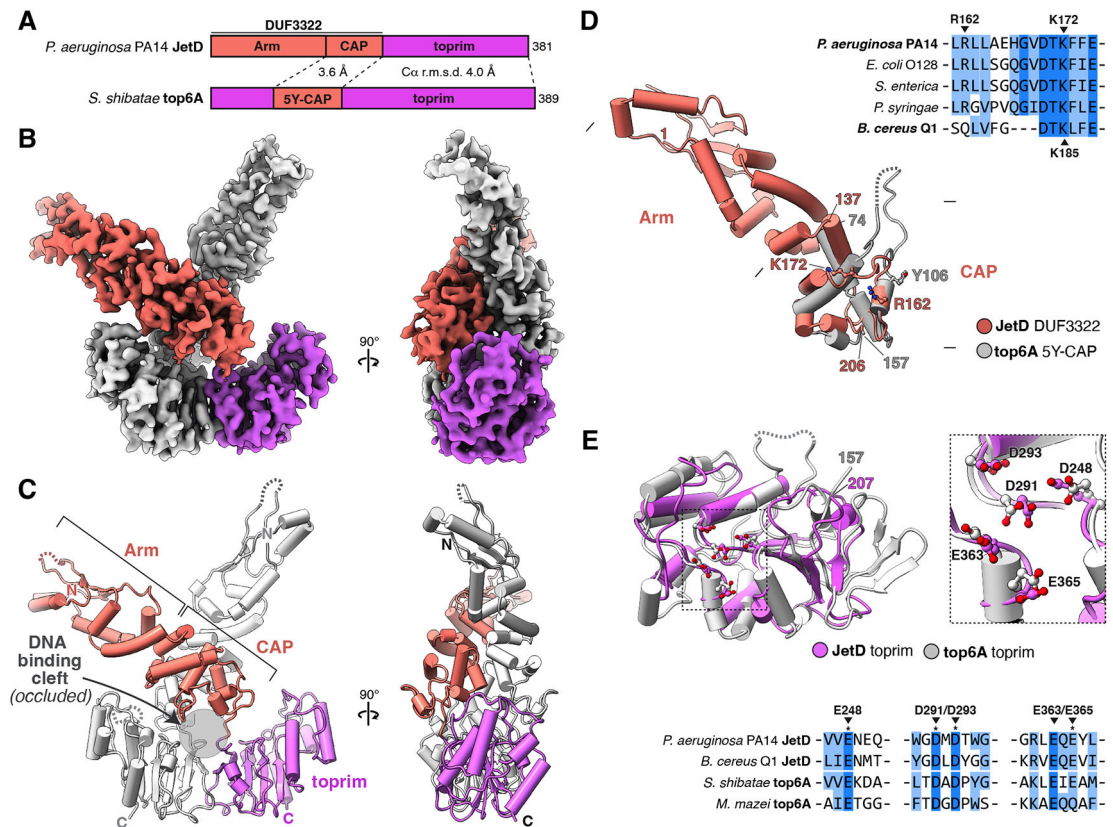 A
DUF3322
P. aeruginosa PA14 JetD
Arm
CAP
toprim
381
3.6 Å
Cα r.m.s.d. 4.0 Å
S. shibatae top6A
5Y-CAP
toprim
389
B
90°
C
Arm
N
N
CAP
DNA
binding
cleft
(occluded)
toprim
C
C
90°
N
C
D
R162 K172
P. aeruginosa PA14 –LRLLAEHGVDTKFFE–
E. coli O128 –LRLLSGQGVDTKFIE–
S. enterica –LRLLSGQGVDTKFIE–
P. syringae –LRGVPVQGIDTKFLE–
B. cereus Q1 –SQLVFG---DTKLFE–
K185
1
Arm
137
74
K172
Y106
CAP
R162
206
157
JetD DUF3322
top6A 5Y-CAP
E
157
207
D293
D248
D291
E363
E365
JetD toprim
top6A toprim
E248 D291/D293 E363/E365
* * *
P. aeruginosa PA14 JetD –VVENEQ– –WGDMDTWG– –GRLEQEYL–
B. cereus Q1 JetD –LIENMT– –YGDLDYGG– –KRVEQEVI–
S. shibatae top6A –VVEKDA– –LTDADPYG– –AKLEIEAM–
M. mazei top6A –AIETGG– –FTDGDPWS– –KKAEQQAF–